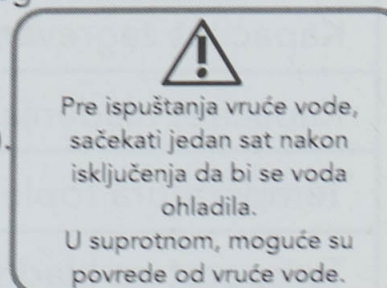 Pre ispuštanja vruće vode,
sačekati jedan sat nakon
isključenja da bi se voda
ohladila.
U suprotnom, moguće su
povrede od vruće vode.